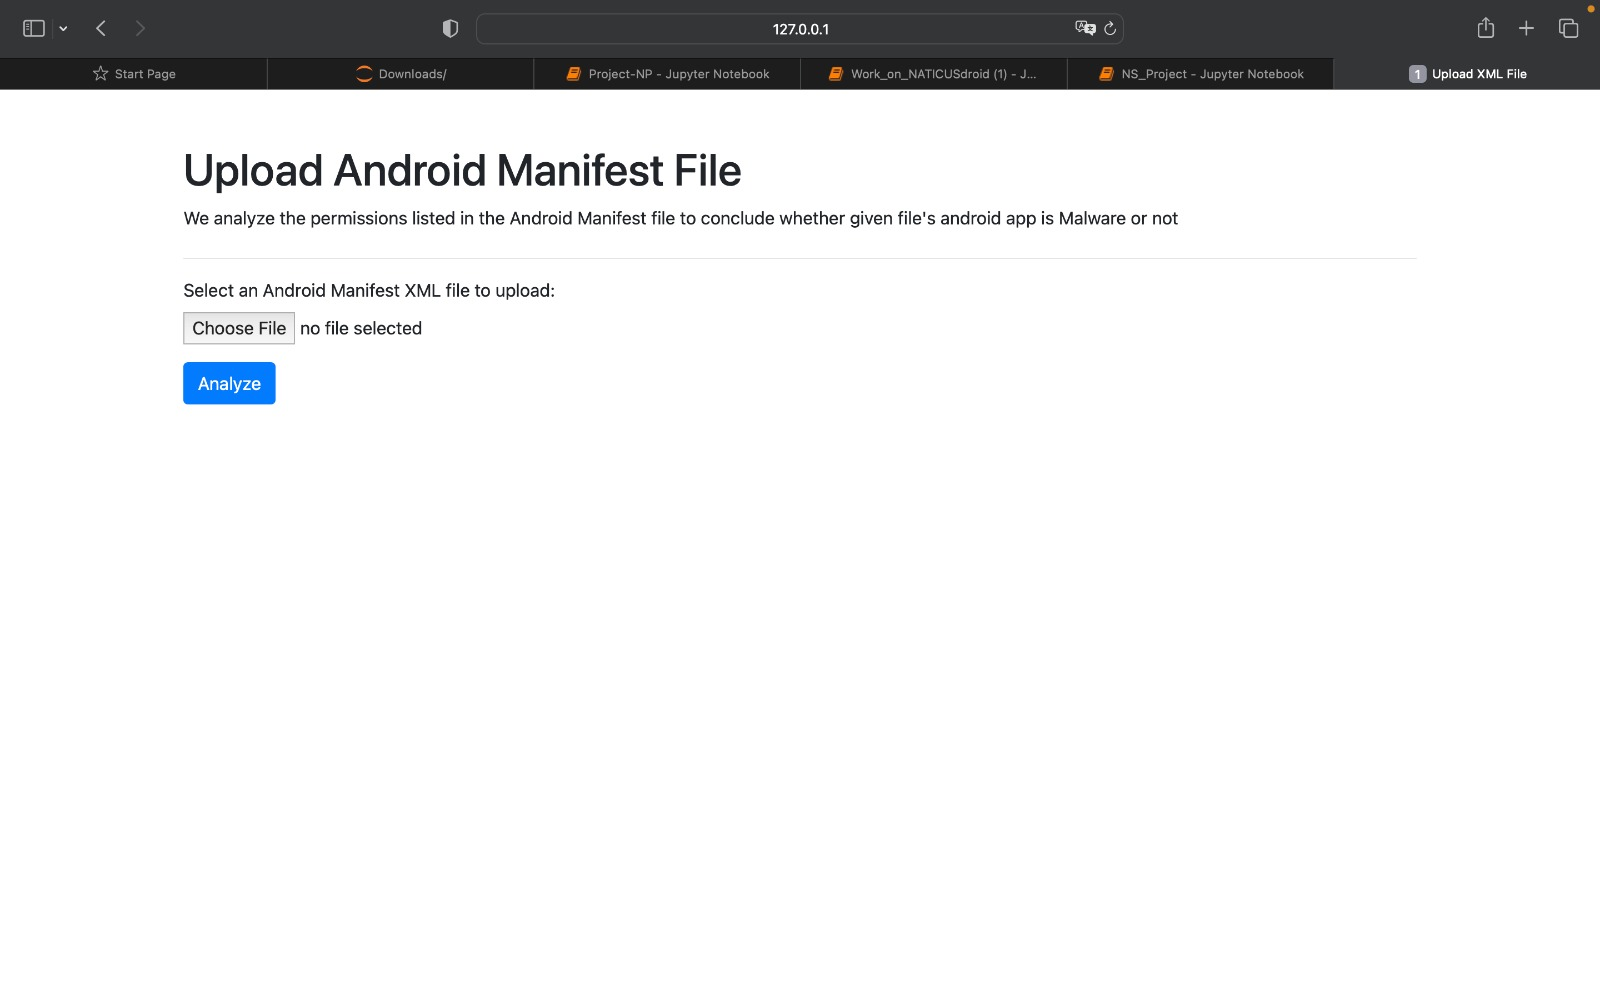 127.0.0.1
Start Page
Downloads/
Project-NP - Jupyter Notebook
Work_on_NATICUSdroid (1) - J...
NS_Project - Jupyter Notebook
1 Upload XML File
Upload Android Manifest File
We analyze the permissions listed in the Android Manifest file to conclude whether given file's android app is Malware or not
Select an Android Manifest XML file to upload:
Choose File no file selected
Analyze